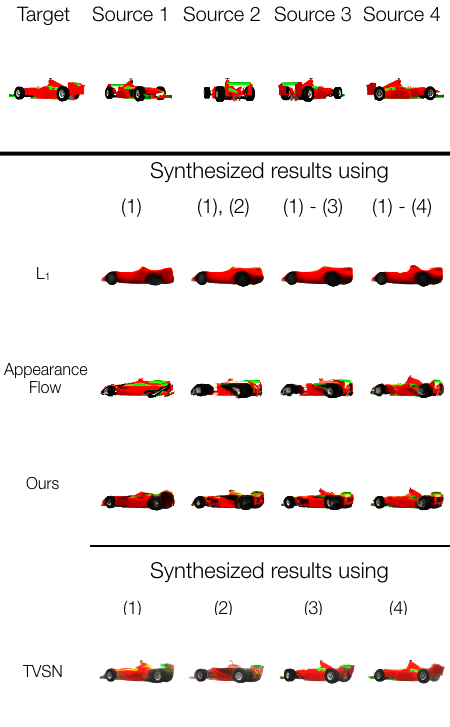 Target Source 1 Source 2 Source 3 Source 4
Synthesized results using
(1) (1), (2) (1) - (3) (1) - (4)
L₁
Appearance
Flow
Ours
Synthesized results using
(1) (2) (3) (4)
TVSN